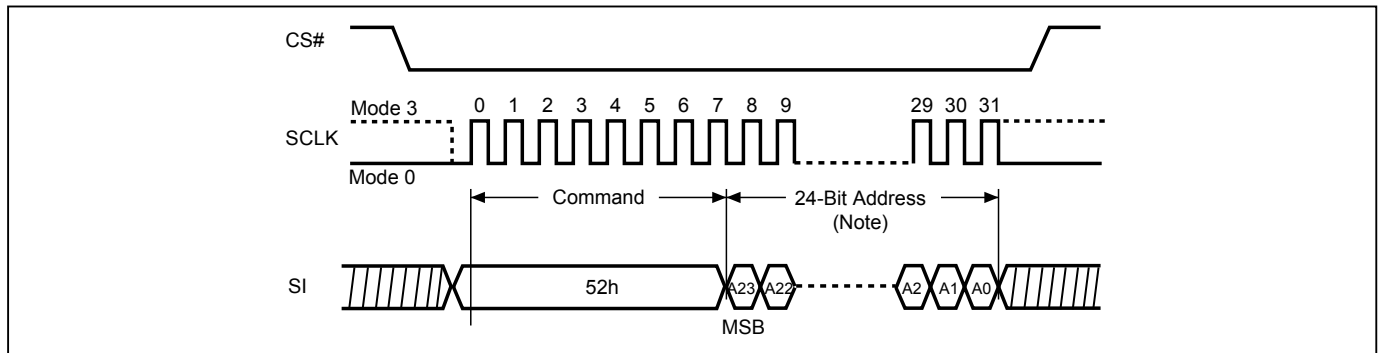 CS#
Mode 3
0 1 2 3 4 5 6 7 8 9 29 30 31
SCLK
Mode 0
Command
24-Bit Address
(Note)
SI
52h
A23 A22 A2 A1 A0
MSB